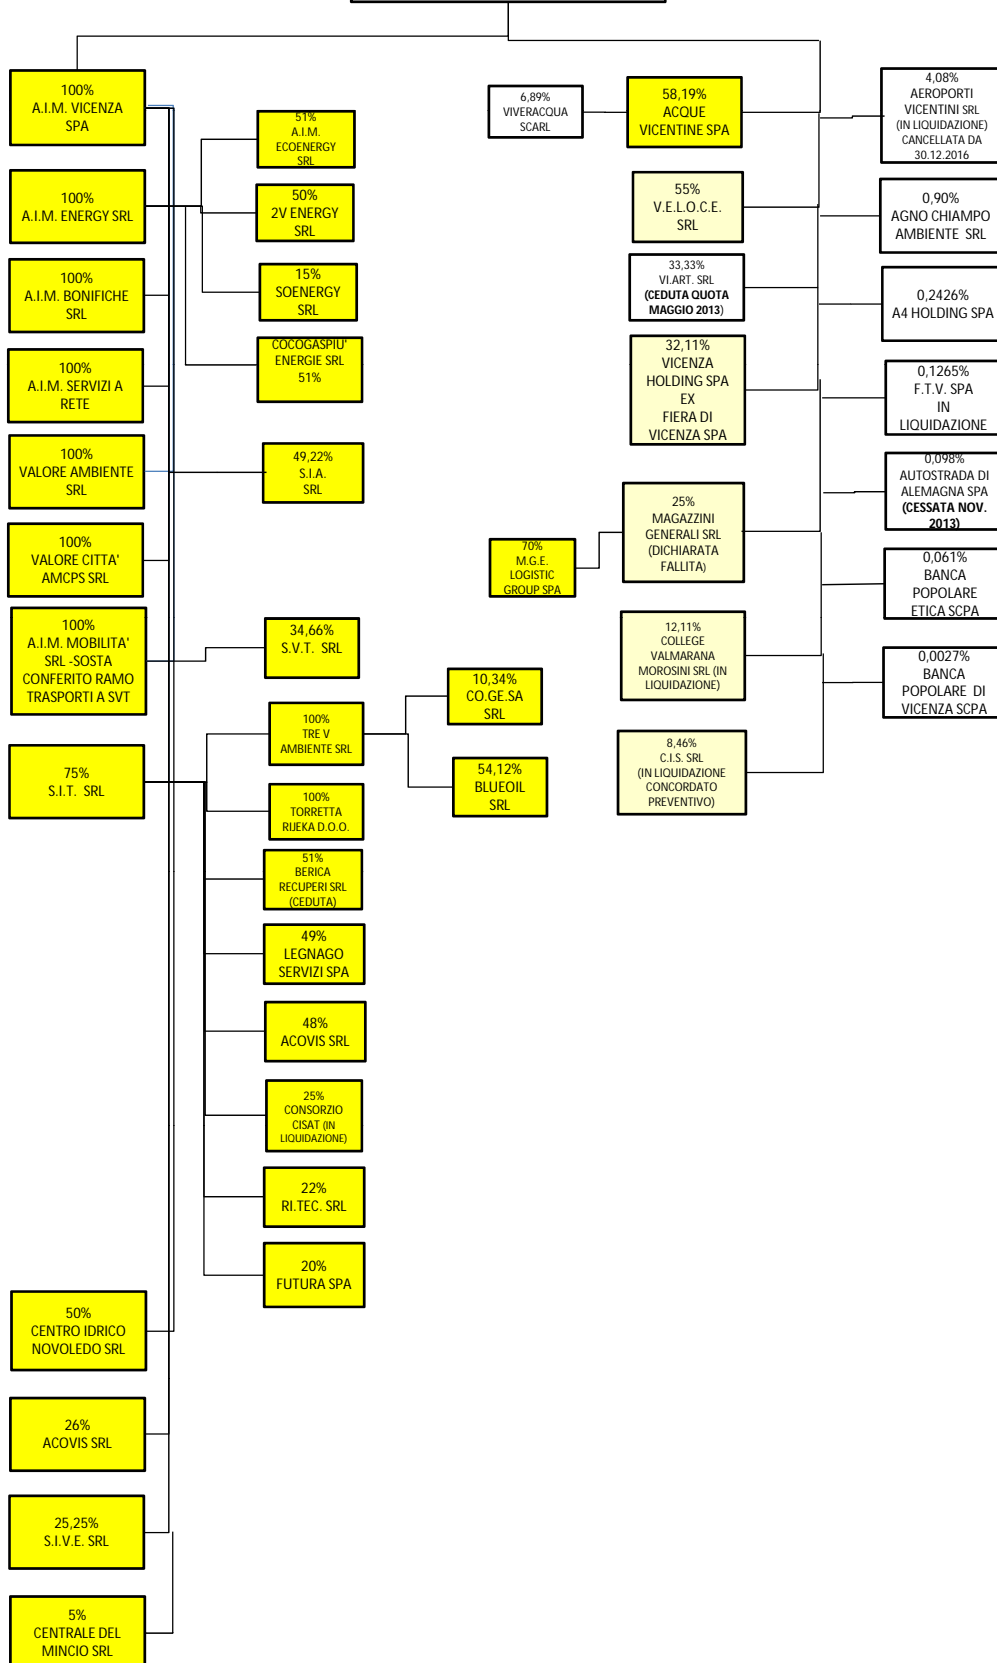 100%
A.I.M. VICENZA
SPA
100%
A.I.M. ENERGY SRL
100%
A.I.M. BONIFICHE
SRL
100%
A.I.M. SERVIZI A
RETE
100%
VALORE AMBIENTE
SRL
100%
VALORE CITTA'
AMCPS SRL
100%
A.I.M. MOBILITA'
SRL -SOSTA
CONFERITO RAMO
TRASPORTI A SVT
75%
S.I.T. SRL
50%
CENTRO IDRICO
NOVOLEDO SRL
26%
ACOVIS SRL
25,25%
S.I.V.E. SRL
5%
CENTRALE DEL
MINCIO SRL
51%
A.I.M.
ECOENERGY
SRL
50%
2V ENERGY
SRL
15%
SOENERGY
SRL
COCOGASPIU'
ENERGIE SRL
51%
49,22%
S.I.A.
SRL
34,66%
S.V.T. SRL
100%
TRE V
AMBIENTE SRL
100%
TORRETTA
RIJEKA D.O.O.
51%
BERICA
RECUPERI SRL
(CEDUTA)
49%
LEGNAGO
SERVIZI SPA
48%
ACOVIS SRL
25%
CONSORZIO
CISAT (IN
LIQUIDAZIONE)
22%
RI.TEC. SRL
20%
FUTURA SPA
10,34%
CO.GE.SA
SRL
54,12%
BLUEOIL
SRL
6,89%
VIVERACQUA
SCARL
58,19%
ACQUE
VICENTINE SPA
55%
V.E.L.O.C.E.
SRL
33,33%
VI.ART. SRL
(CEDUTA QUOTA
MAGGIO 2013)
32,11%
VICENZA
HOLDING SPA
EX
FIERA DI
VICENZA SPA
70%
M.G.E.
LOGISTIC
GROUP SPA
25%
MAGAZZINI
GENERALI SRL
(DICHIARATA
FALLITA)
12,11%
COLLEGE
VALMARANA
MOROSINI SRL (IN
LIQUIDAZIONE)
8,46%
C.I.S. SRL
(IN LIQUIDAZIONE
CONCORDATO
PREVENTIVO)
4,08%
AEROPORTI
VICENTINI SRL
(IN LIQUIDAZIONE)
CANCELLATA DA
30.12.2016
0,90%
AGNO CHIAMPO
AMBIENTE SRL
0,2426%
A4 HOLDING SPA
0,1265%
F.T.V. SPA
IN
LIQUIDAZIONE
0,098%
AUTOSTRADA DI
ALEMAGNA SPA
(CESSATA NOV.
2013)
0,061%
BANCA
POPOLARE
ETICA SCPA
0,0027%
BANCA
POPOLARE DI
VICENZA SCPA